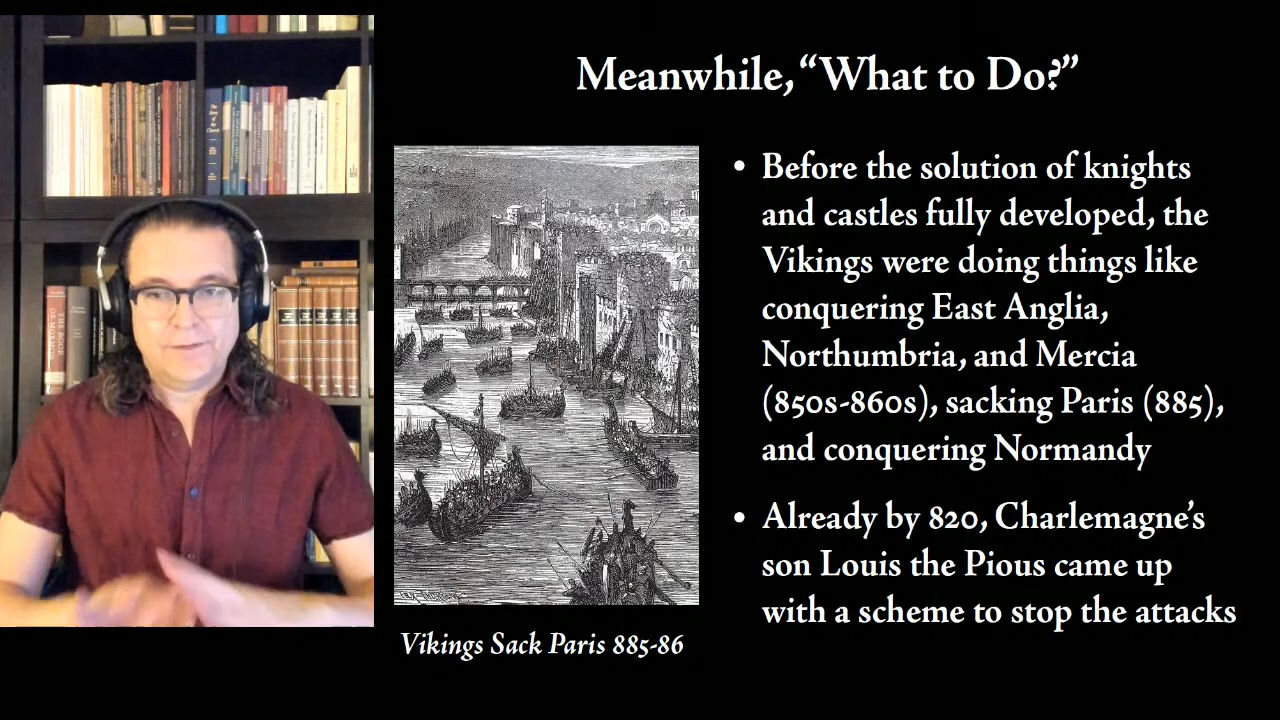 Meanwhile, “What to Do?”
• Before the solution of knights
and castles fully developed, the
Vikings were doing things like
conquering East Anglia,
Northumbria, and Mercia
(850s-860s), sacking Paris (885),
and conquering Normandy
• Already by 820, Charlemagne’s
son Louis the Pious came up
with a scheme to stop the attacks
Vikings Sack Paris 885-86